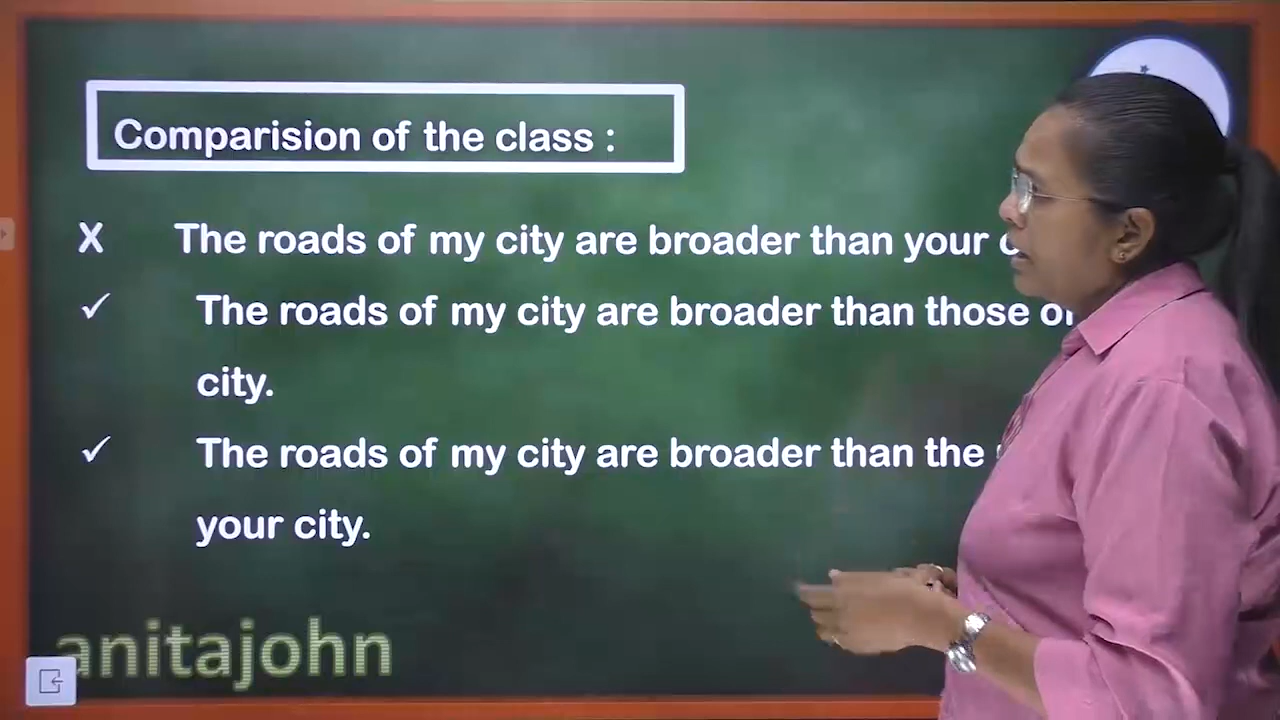 Comparision of the class :
X The roads of my city are broader than your
✓ The roads of my city are broader than those of
city.
✓ The roads of my city are broader than the
your city.
anitajohn